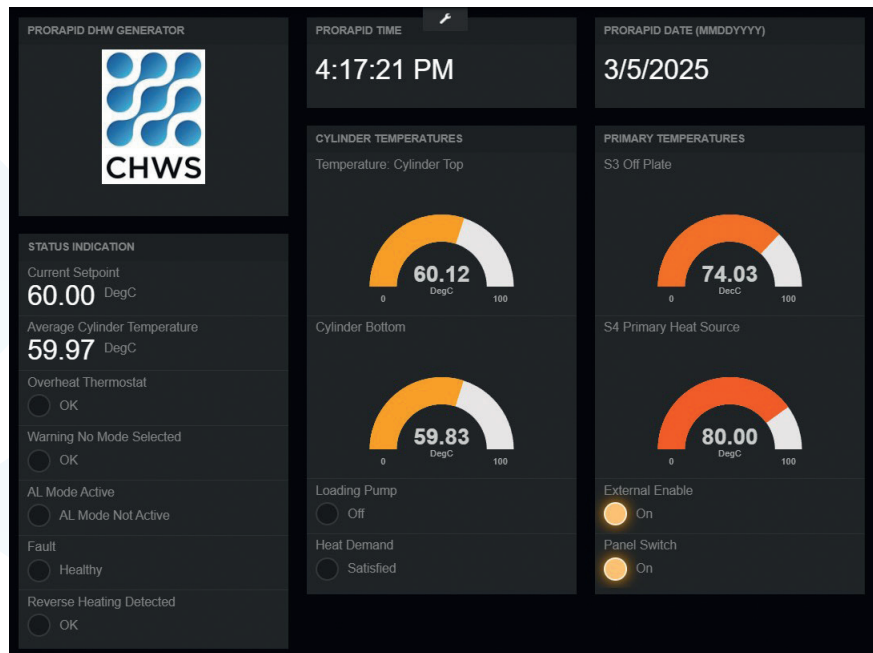 PRORAPID DHW GENERATOR
CHWS
PRORAPID TIME
4:17:21 PM
PRORAPID DATE (MMDDYYYY)
3/5/2025
STATUS INDICATION
Current Setpoint
60.00 DegC
Average Cylinder Temperature
59.97 DegC
Overheat Thermostat
OK
Warning No Mode Selected
OK
AL Mode Active
AL Mode Not Active
Fault
Healthy
Reverse Heating Detected
OK
CYLINDER TEMPERATURES
Temperature: Cylinder Top
60.12
DegC
0 100
Cylinder Bottom
59.83
DegC
0 100
Loading Pump
Off
Heat Demand
Satisfied
PRIMARY TEMPERATURES
S3 Off Plate
74.03
DecC
0 100
S4 Primary Heat Source
80.00
DegC
0 100
External Enable
On
Panel Switch
On